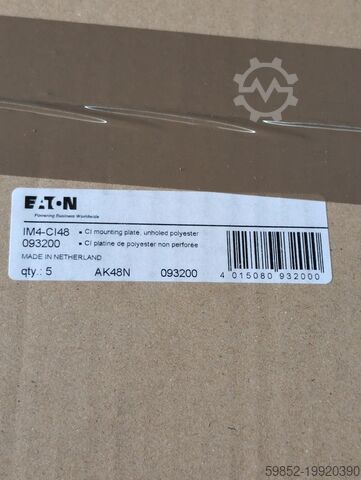 EATON
Powering Business Worldwide
IM4-CI48 • CI mounting plate, unholed polyester
093200 • CI platine de polyester non perforée
MADE IN NETHERLAND
qty.: 5 AK48N 093200
4 015080 932000
59852-19920390